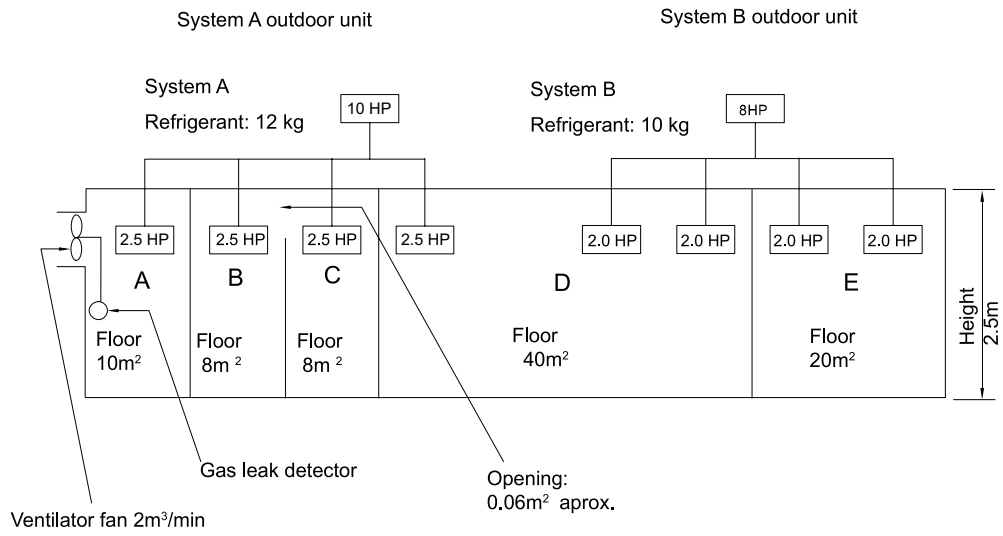 System A outdoor unit
System B outdoor unit
System A
Refrigerant: 12 kg
10 HP
System B
Refrigerant: 10 kg
8HP
2.5 HP
2.5 HP
2.5 HP
2.5 HP
2.0 HP
2.0 HP
2.0 HP
2.0 HP
A
B
C
D
E
Floor
10m²
Floor
8m ²
Floor
8m ²
Floor
40m²
Floor
20m²
Height
2.5m
Gas leak detector
Opening:
0.06m² aprox.
Ventilator fan 2m³/min